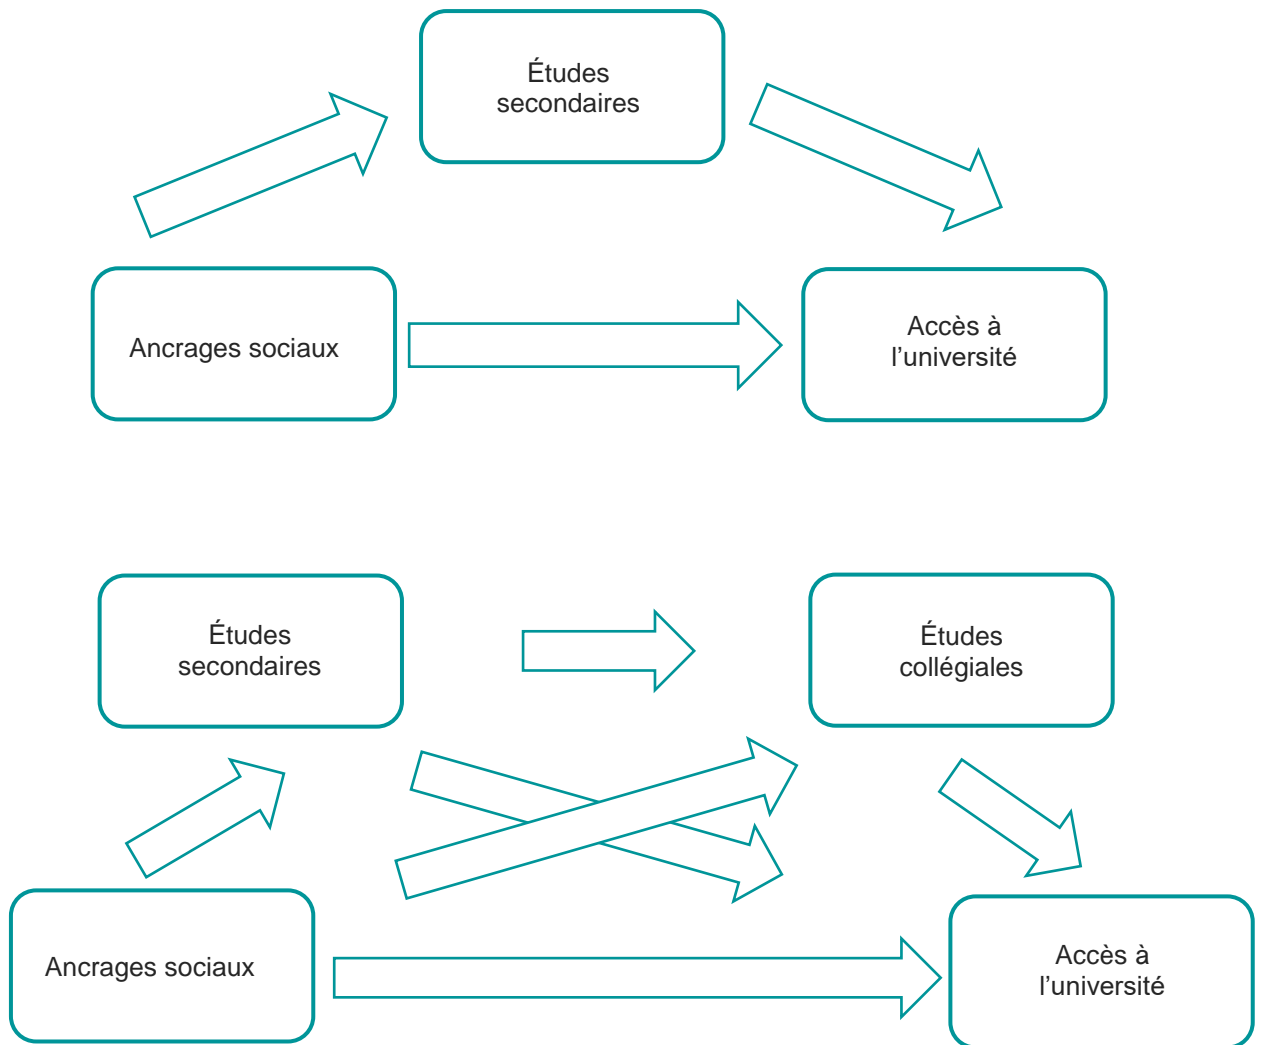 Études
secondaires
Ancrages sociaux
Accès à
l’université
Études
secondaires
Études
collégiales
Ancrages sociaux
Accès à
l’université